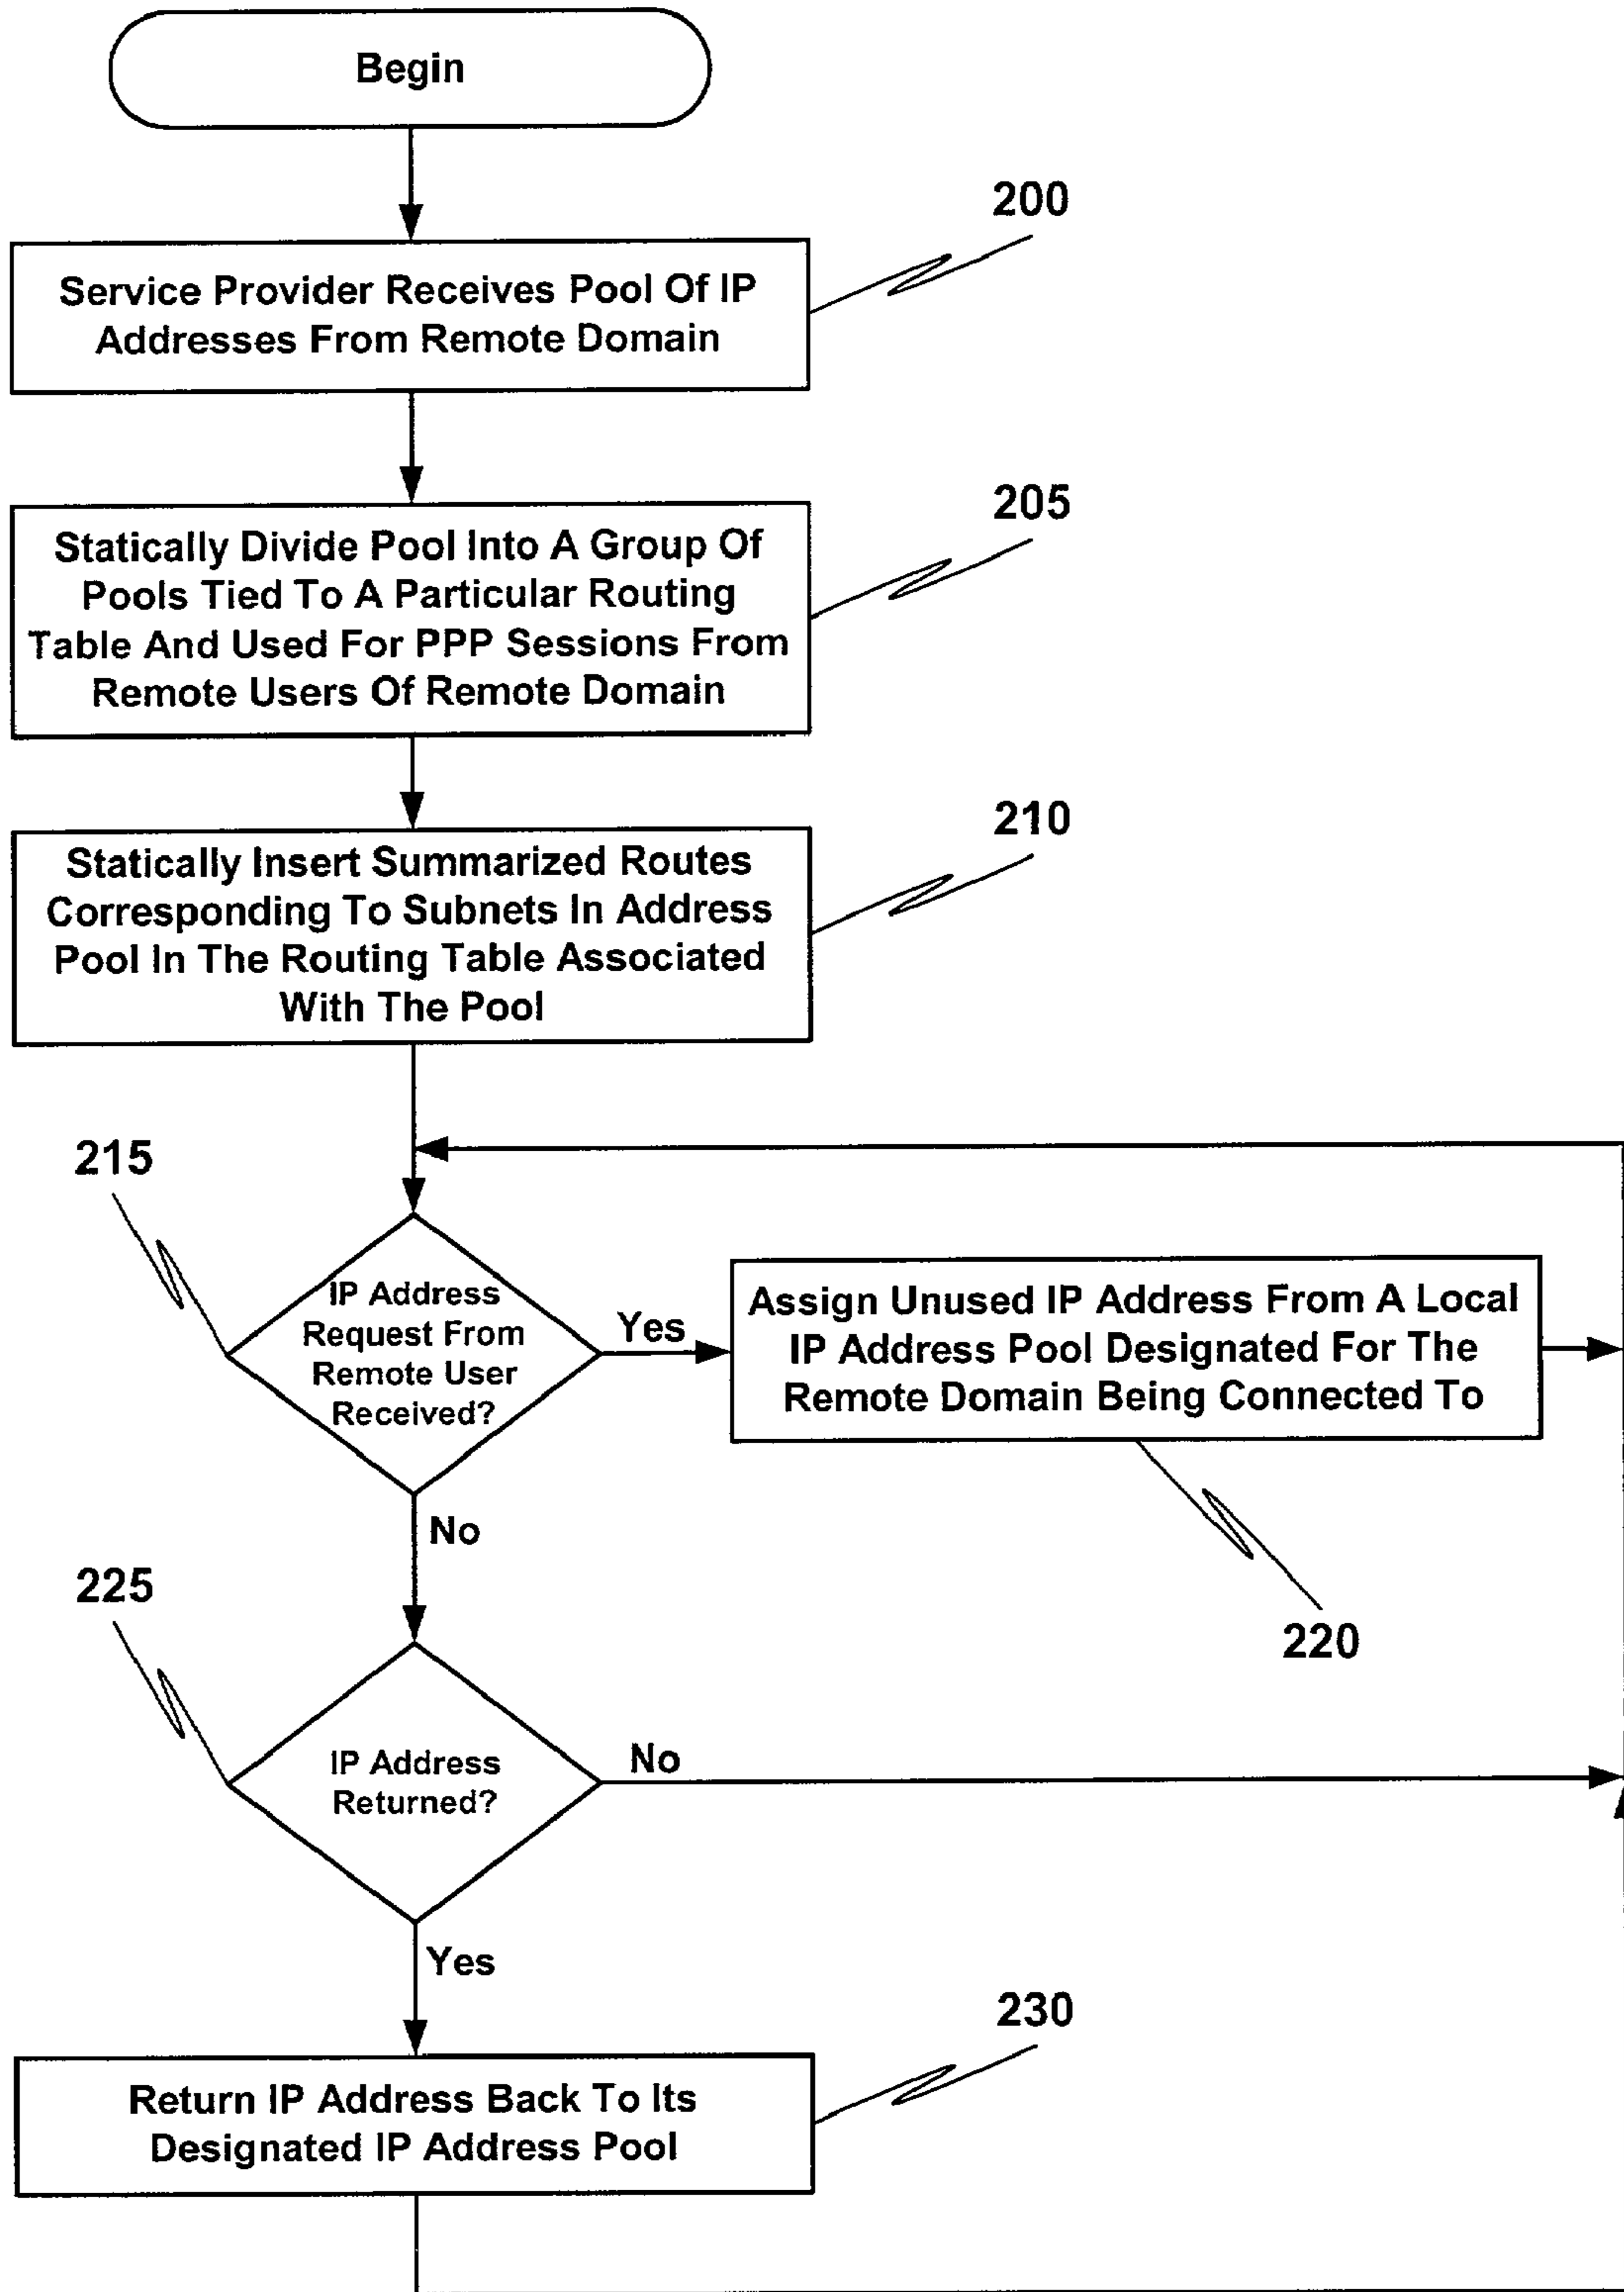 Begin
200
Service Provider Receives Pool Of IP
Addresses From Remote Domain
205
Statically Divide Pool Into A Group Of
Pools Tied To A Particular Routing
Table And Used For PPP Sessions From
Remote Users Of Remote Domain
210
Statically Insert Summarized Routes
Corresponding To Subnets In Address
Pool In The Routing Table Associated
With The Pool
215
IP Address
Request From
Remote User
Received?
Yes
Assign Unused IP Address From A Local
IP Address Pool Designated For The
Remote Domain Being Connected To
No
220
225
IP Address
Returned?
No
Yes
230
Return IP Address Back To Its
Designated IP Address Pool